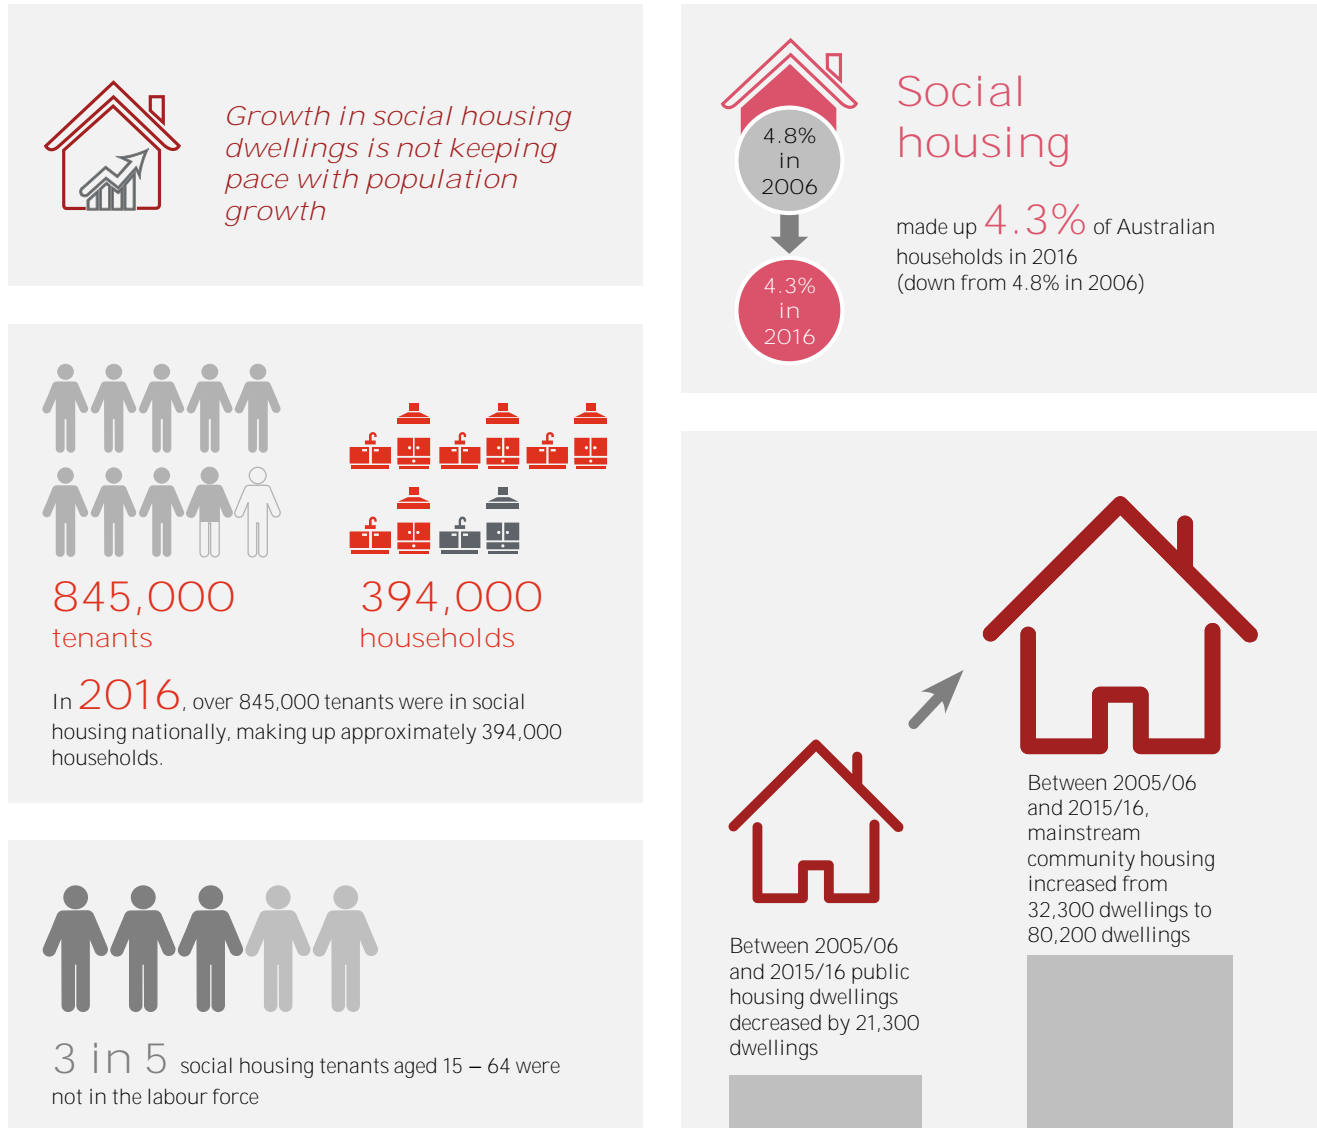 Growth in social housing
dwellings is not keeping
pace with population
growth
845,000
tenants
394,000
households
In 2016, over 845,000 tenants were in social
housing nationally, making up approximately 394,000
households.
3 in 5 social housing tenants aged 15 – 64 were
not in the labour force
4.8%
in
2006
4.3%
in
2016
Social
housing
made up 4.3% of Australian
households in 2016
(down from 4.8% in 2006)
Between 2005/06
and 2015/16 public
housing dwellings
decreased by 21,300
dwellings
Between 2005/06
and 2015/16,
mainstream
community housing
increased from
32,300 dwellings to
80,200 dwellings